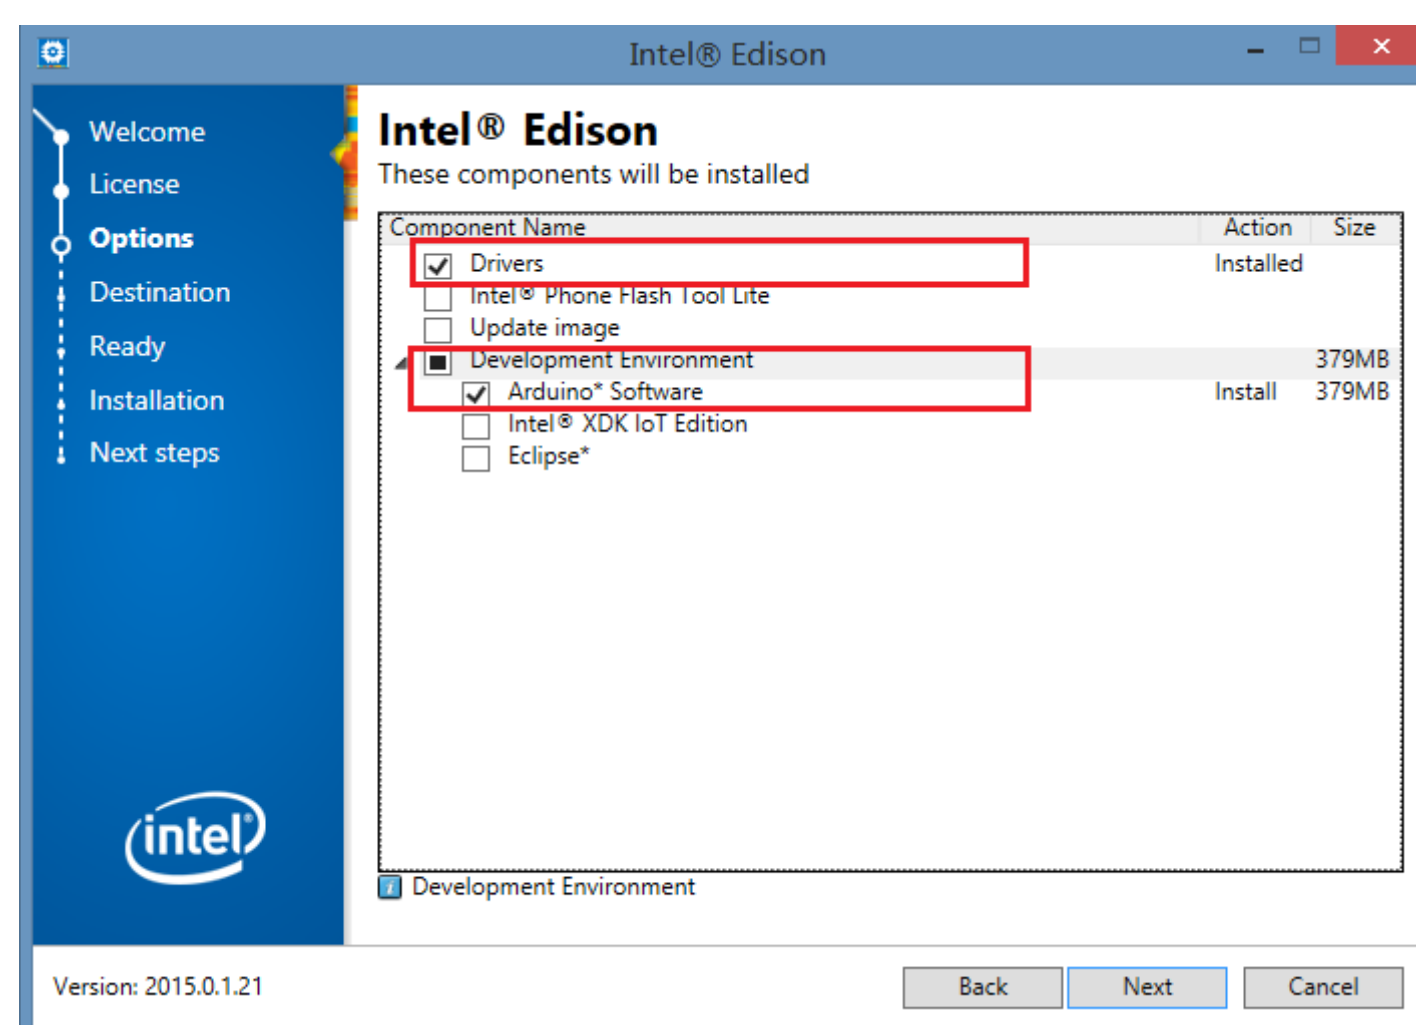 Intel® Edison
Welcome
License
Options
Destination
Ready
Installation
Next steps
intel®
Intel® Edison
These components will be installed
Component Name Action Size
Drivers Installed
Intel® Phone Flash Tool Lite
Update image
Development Environment 379MB
Arduino* Software Install 379MB
Intel® XDK IoT Edition
Eclipse*
Development Environment
Version: 2015.0.1.21
Back Next Cancel